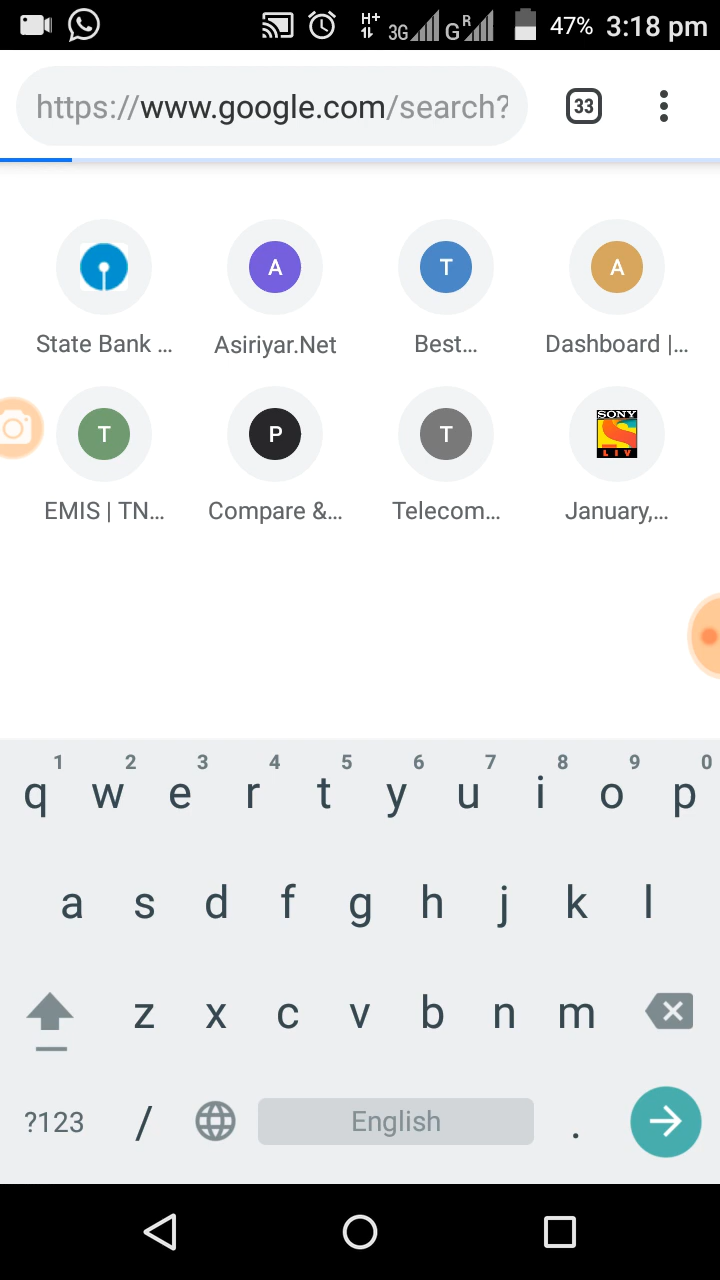 H+ 3G G R 47% 3:18 pm
https://www.google.com/search? 33
A T A
State Bank ... Asiriyar.Net Best... Dashboard |...
T P T SONY LIV
EMIS | TN... Compare &... Telecom... January,...
1 2 3 4 5 6 7 8 9 0
q w e r t y u i o p
a s d f g h j k l
z x c v b n m
?123 / English .